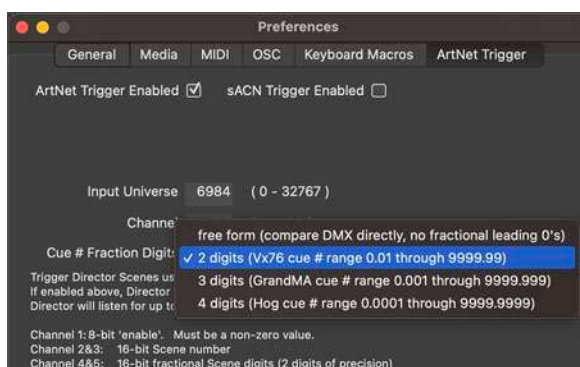 Preferences
General Media MIDI OSC Keyboard Macros ArtNet Trigger
ArtNet Trigger Enabled sACN Trigger Enabled
Input Universe 6984 ( 0 - 32767 )
Channe
free form (compare DMX directly, no fractional leading 0's)
Cue # Fraction Digit
✓ 2 digits (Vx76 cue # range 0.01 through 9999.99)
3 digits (GrandMA cue # range 0.001 through 9999.999)
4 digits (Hog cue # range 0.0001 through 9999.9999)
Trigger Director Scenes us
If enabled above, Director
Director will listen for up to
Channel 1: 8-bit 'enable'. Must be a non-zero value.
Channel 2&3: 16-bit Scene number
Channel 4&5: 16-bit fractional Scene digits (2 digits of precision)